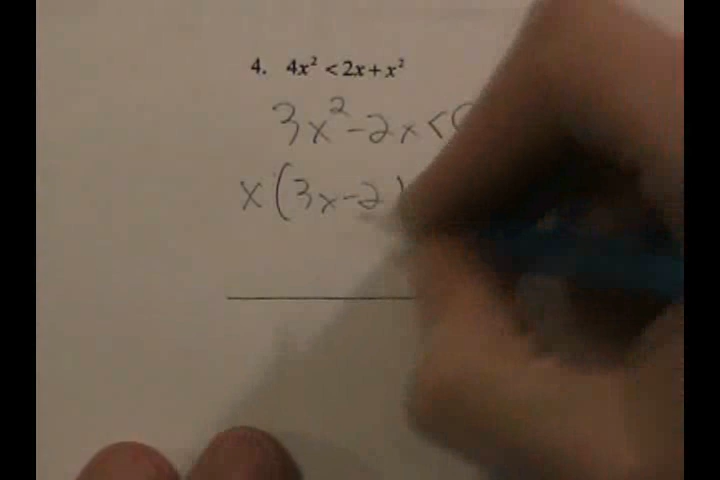 4. 4x² < 2x + x²
3x² - 2x <
x (3x - 2)